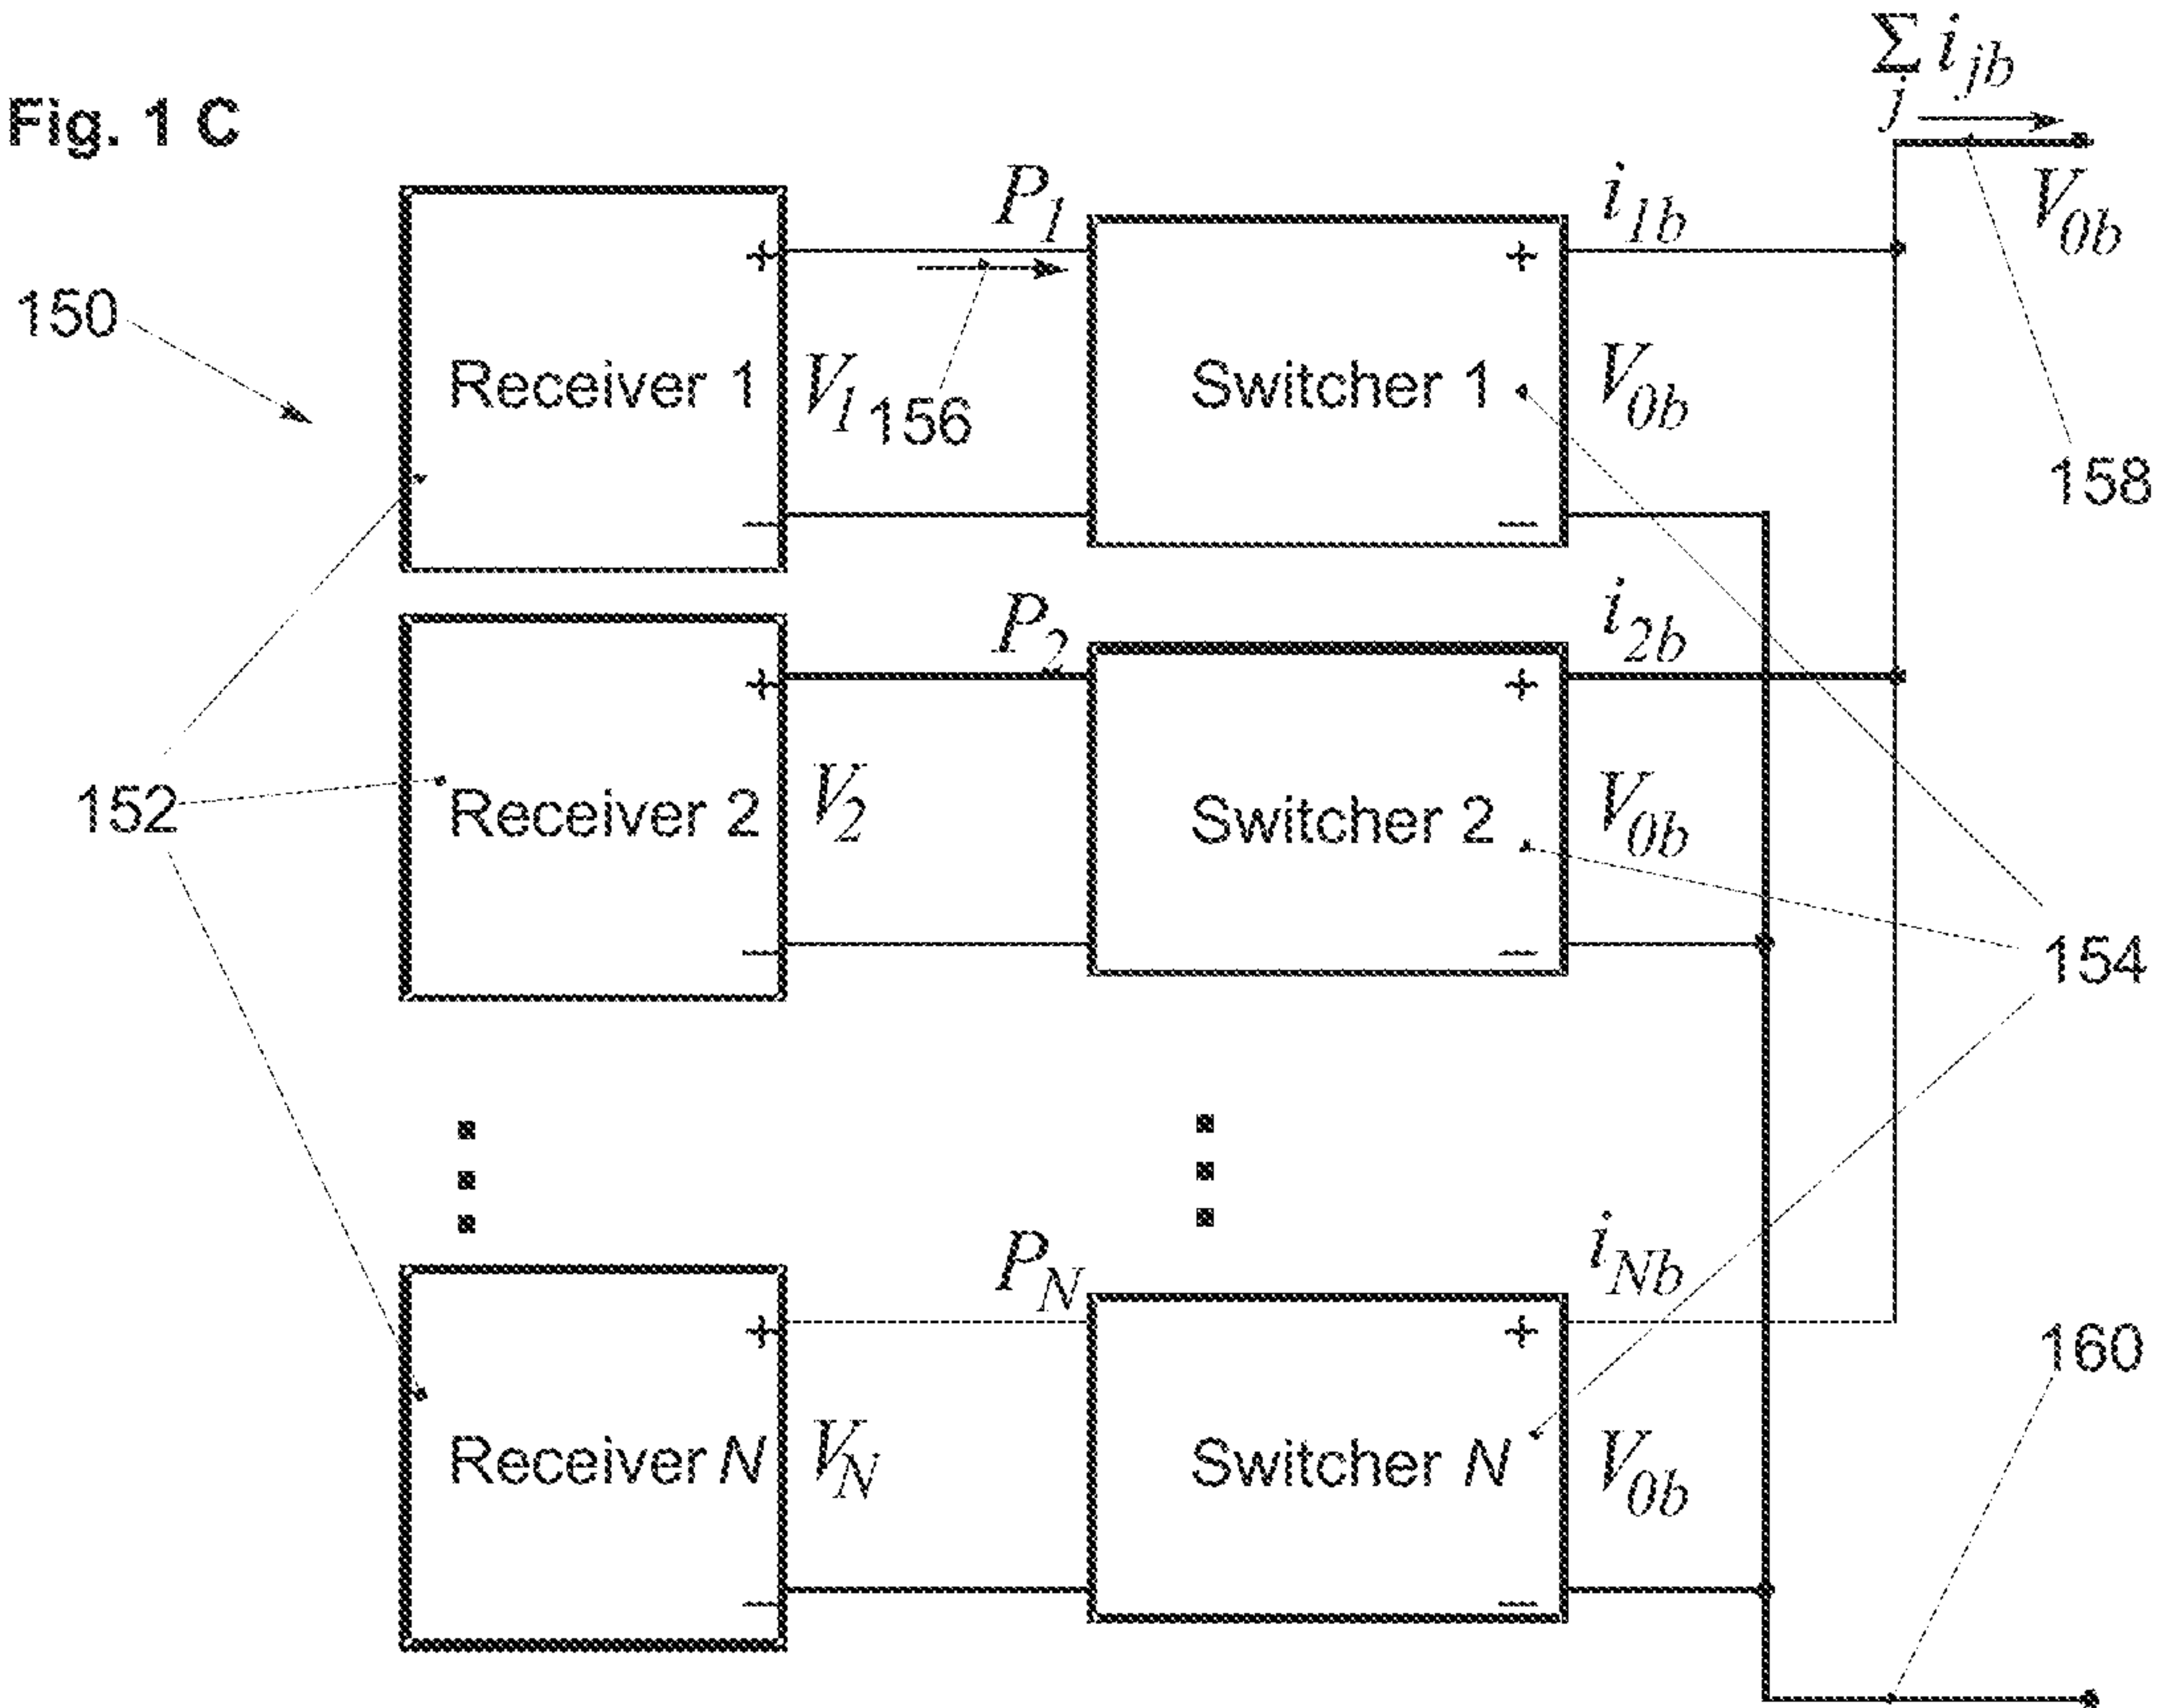 Fig. 1 C
∑ i_jb
j
V_0b
150
P_1
i_1b
+
+
Receiver 1
V_1
156
Switcher 1
V_0b
158
−
−
P_2
i_2b
+
+
152
Receiver 2
V_2
Switcher 2
V_0b
154
−
−
P_N
i_Nb
+
+
160
Receiver N
V_N
Switcher N
V_0b
−
−